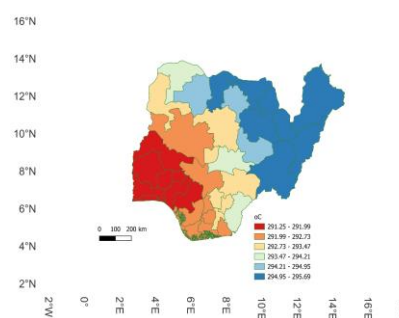 16°N
14°N
12°N
10°N
8°N
6°N
4°N
2°N
0 100 200 km
oC
291.25 - 291.99
291.99 - 292.73
292.73 - 293.47
293.47 - 294.21
294.21 - 294.95
294.95 - 295.69
2°W 0° 2°E 4°E 6°E 8°E 10°E 12°E 14°E 16°E